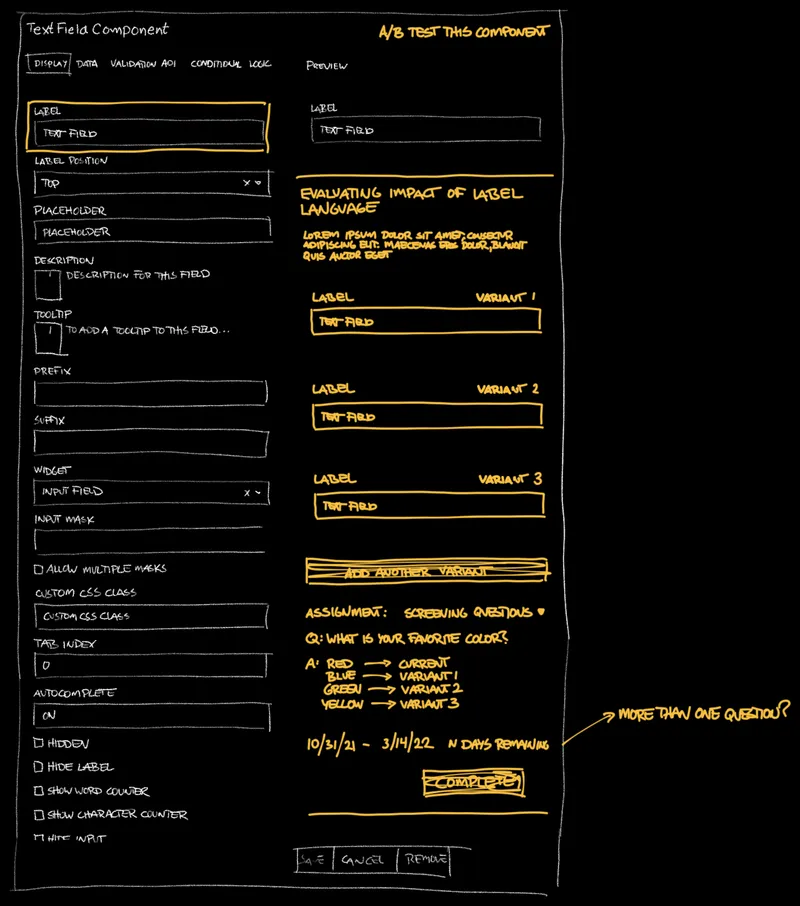 Text Field Component
A/B TEST THIS COMPONENT
DISPLAY DATA VALIDATION API CONDITIONAL LOGIC
PREVIEW
LABEL
TEXT FIELD
LABEL POSITION
TOP
PLACEHOLDER
PLACEHOLDER
DESCRIPTION
1 DESCRIPTION FOR THIS FIELD
TOOLTIP
1 TO ADD A TOOLTIP TO THIS FIELD...
PREFIX
SUFFIX
WIDGET
INPUT FIELD
INPUT MASK
ALLOW MULTIPLE MASKS
CUSTOM CSS CLASS
CUSTOM CSS CLASS
TAB INDEX
0
AUTOCOMPLETE
ON
HIDDEN
HIDE LABEL
SHOW WORD COUNTER
SHOW CHARACTER COUNTER
HIDE INPUT
LABEL
TEXT FIELD
EVALUATING IMPACT OF LABEL
LANGUAGE
LOREM IPSUM DOLOR SIT AMET, CONSECTUR
ADIPISCING ELIT. MAECENAS EROS DOLOR, BLANDIT
QUIS AUCTOR EGET
LABEL VARIANT 1
TEXT FIELD
LABEL VARIANT 2
TEXT FIELD
LABEL VARIANT 3
TEXT FIELD
ADD ANOTHER VARIANT
ASSIGNMENT: SCREENING QUESTIONS
Q: WHAT IS YOUR FAVORITE COLOR?
A: RED → CURRENT
BLUE → VARIANT 1
GREEN → VARIANT 2
YELLOW → VARIANT 3
10/31/21 - 3/14/22 N DAYS REMAINING
MORE THAN ONE QUESTION?
COMPLETE
SAVE CANCEL REMOVE